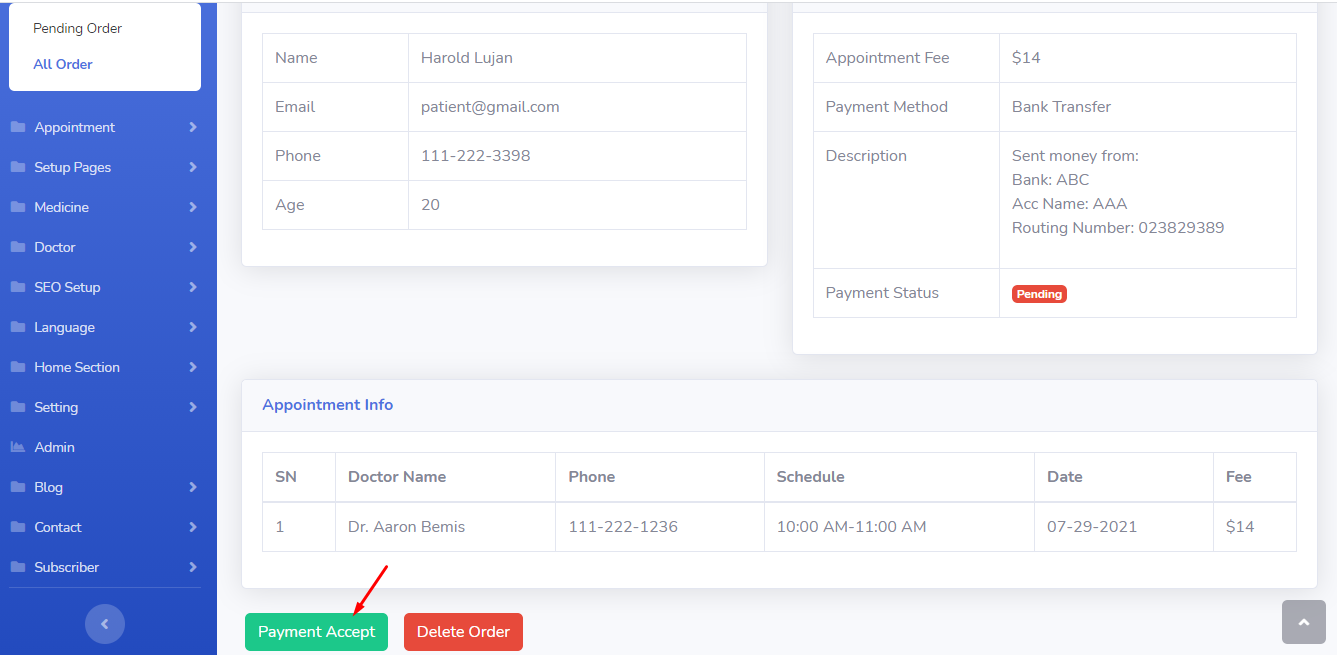 Pending Order
All Order
Appointment
Setup Pages
Medicine
Doctor
SEO Setup
Language
Home Section
Setting
Admin
Blog
Contact
Subscriber
Name Harold Lujan
Email patient@gmail.com
Phone 111-222-3398
Age 20
Appointment Fee $14
Payment Method Bank Transfer
Description Sent money from:
Bank: ABC
Acc Name: AAA
Routing Number: 023829389
Payment Status Pending
Appointment Info
SN Doctor Name Phone Schedule Date Fee
1 Dr. Aaron Bemis 111-222-1236 10:00 AM-11:00 AM 07-29-2021 $14
Payment Accept Delete Order